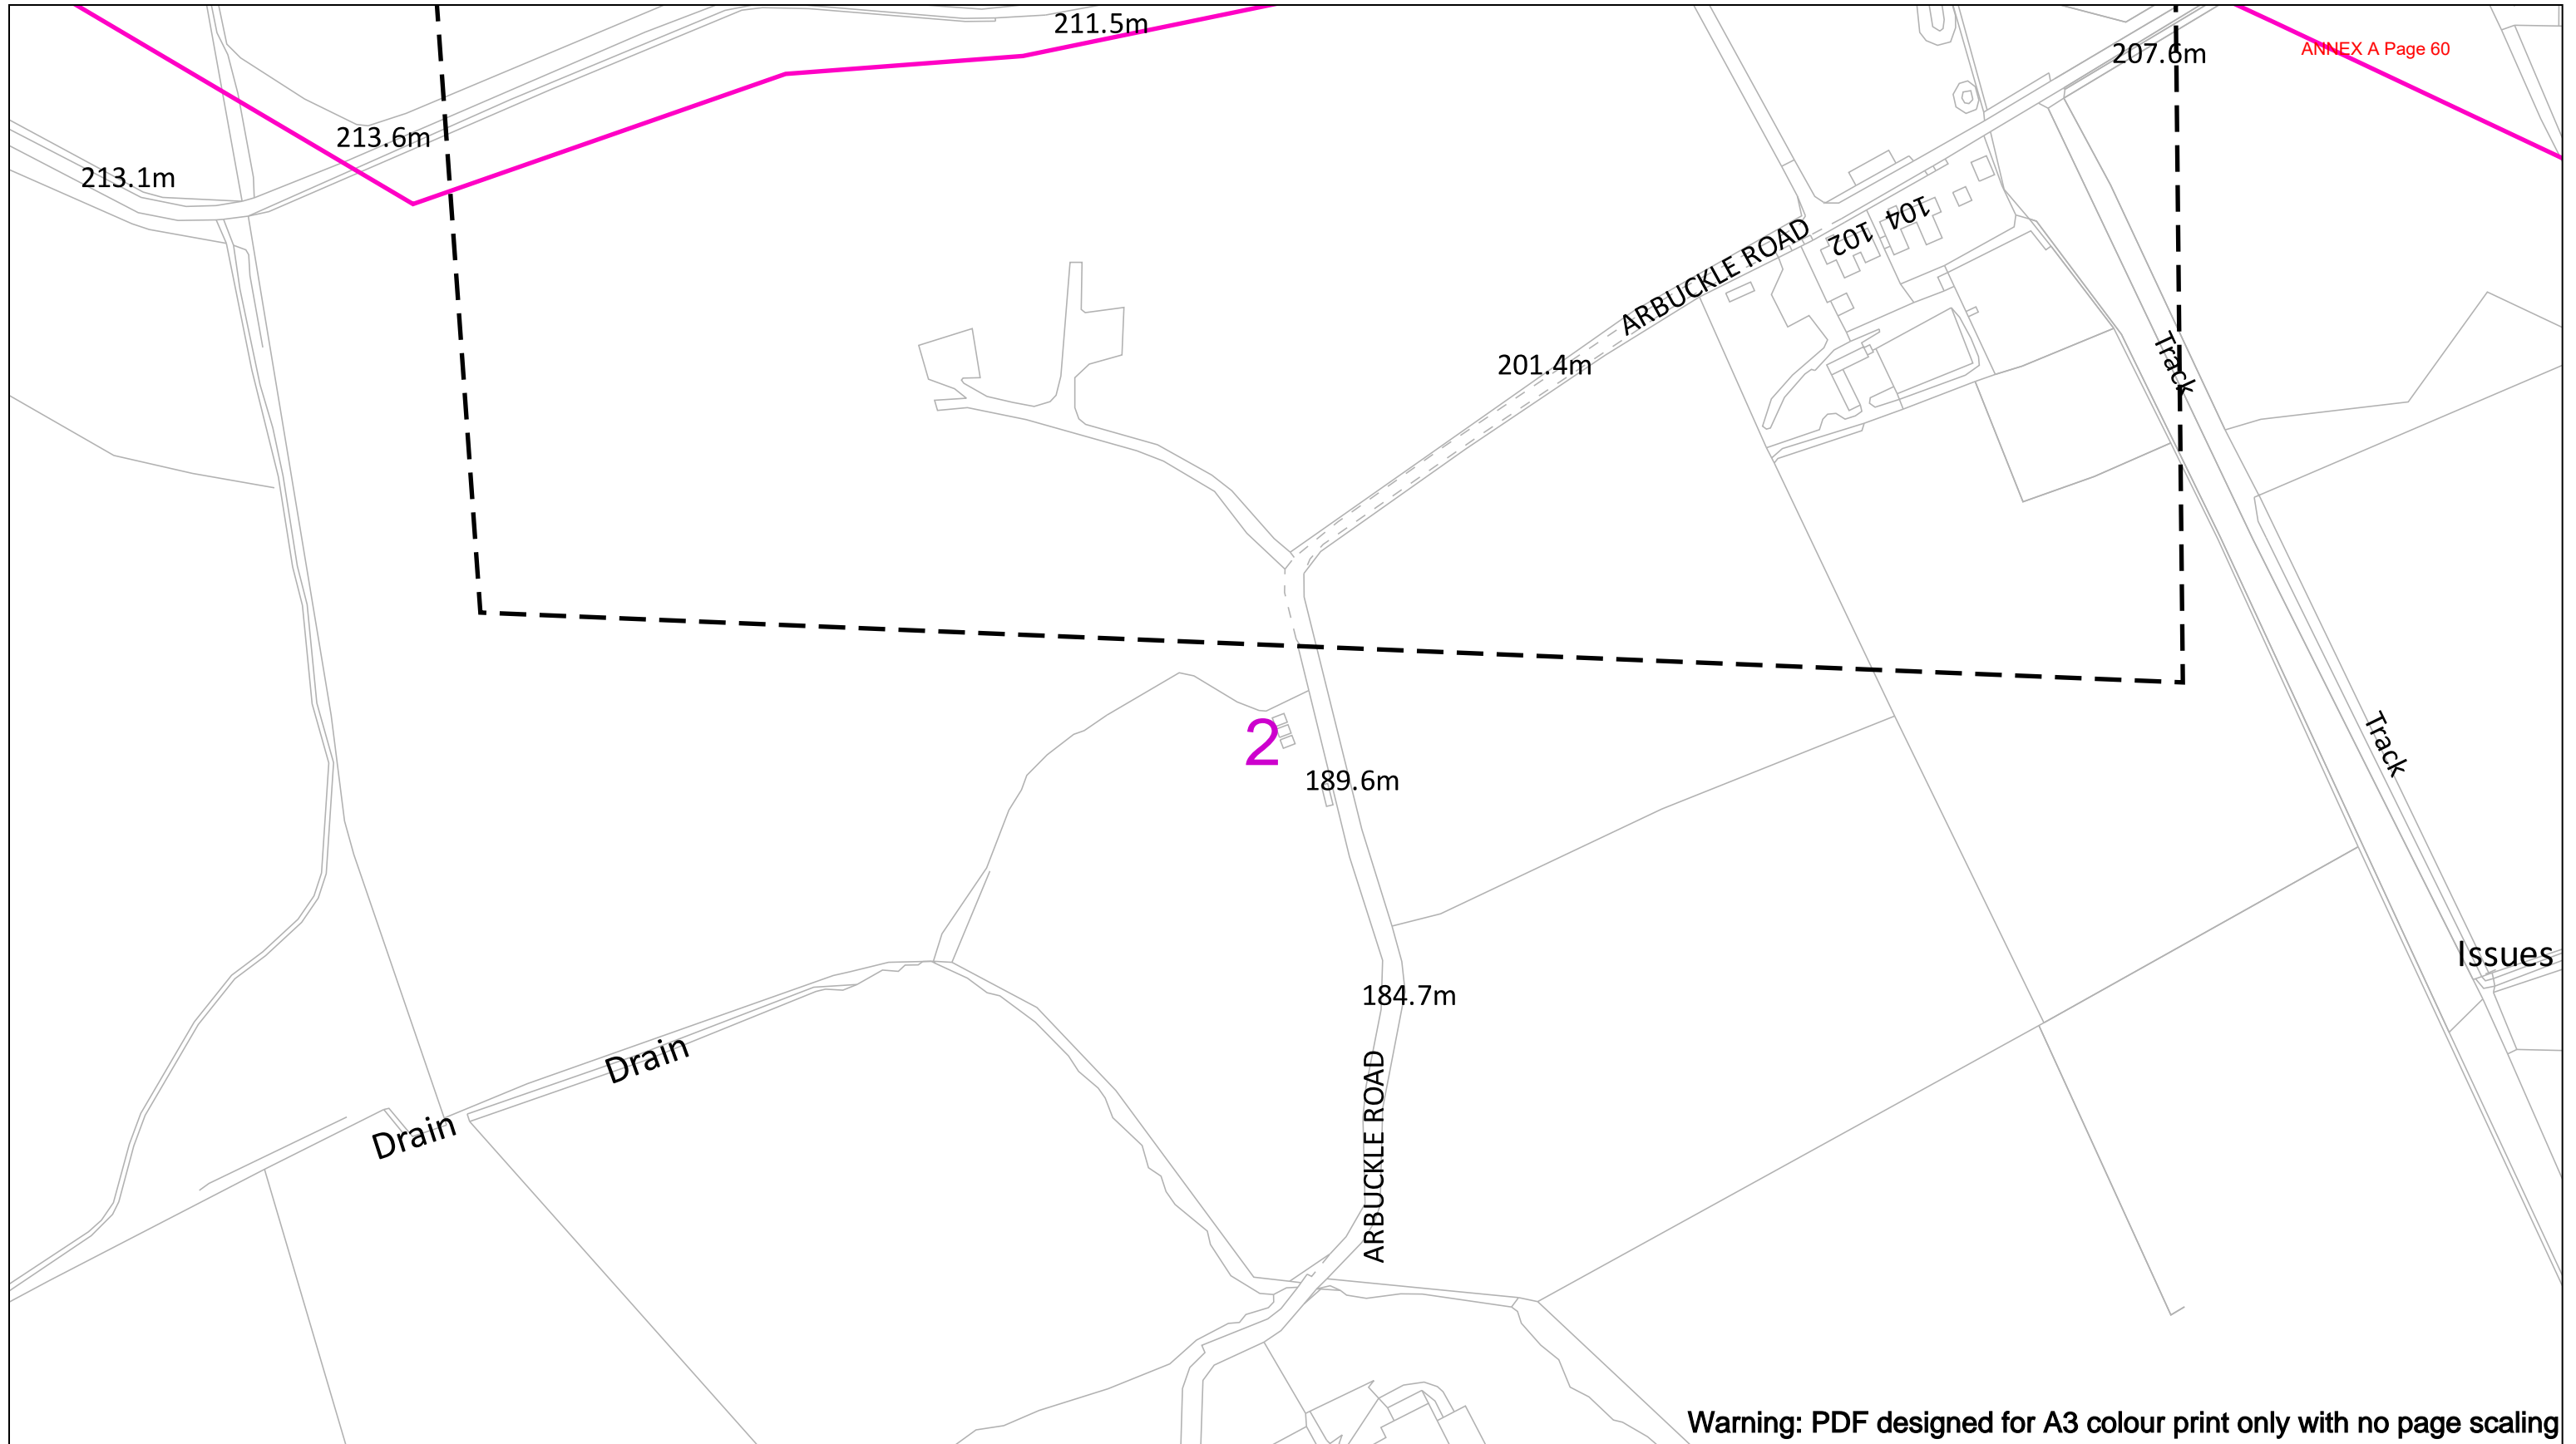 211.5m
207.6m
ANNEX A Page 60
213.6m
213.1m
104
102
ARBUCKLE ROAD
201.4m
Track
2
189.6m
Track
Issues
184.7m
Drain
Drain
ARBUCKLE ROAD
Warning: PDF designed for A3 colour print only with no page scaling